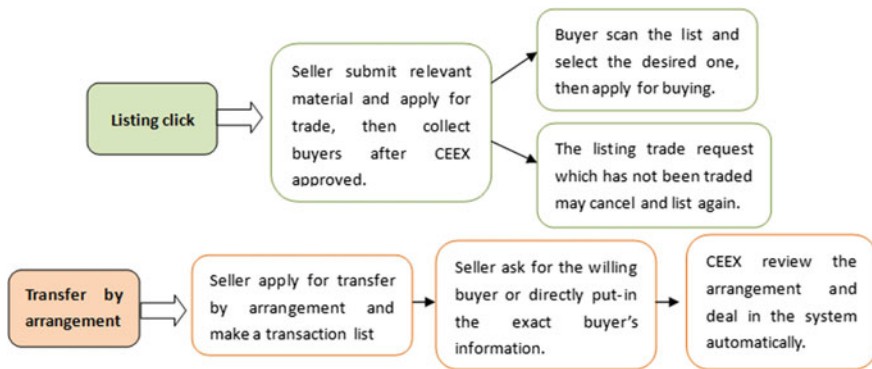 Listing click
Seller submit relevant
material and apply for
trade, then collect
buyers after CEEX
approved.
Buyer scan the list and
select the desired one,
then apply for buying.
The listing trade request
which has not been traded
may cancel and list again.
Transfer by
arrangement
Seller apply for transfer
by arrangement and
make a transaction list
Seller ask for the willing
buyer or directly put-in
the exact buyer's
information.
CEEX review the
arrangement and
deal in the system
automatically.